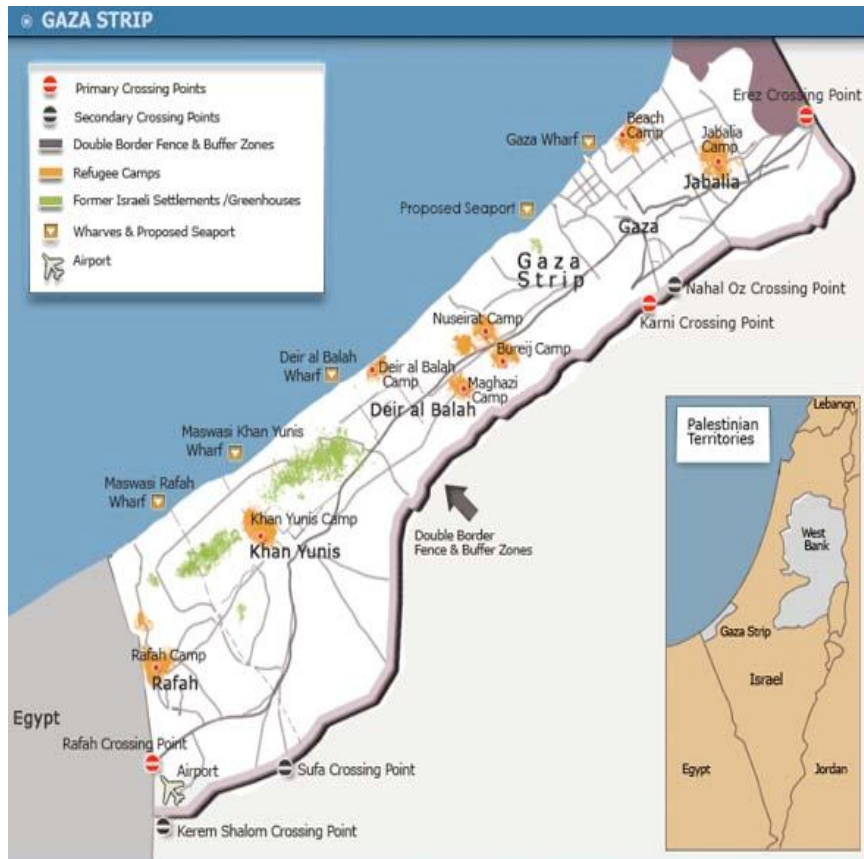 GAZA STRIP
Primary Crossing Points
Secondary Crossing Points
Double Border Fence & Buffer Zones
Refugee Camps
Former Israeli Settlements /Greenhouses
Wharves & Proposed Seaport
Airport
Erez Crossing Point
Beach
Camp
Jabalia
Camp
Gaza Wharf
Jabalia
Proposed Seaport
Gaza
Gaza
Strip
Nahal Oz Crossing Point
Karni Crossing Point
Nuseirat Camp
Bureij Camp
Deir al Balah
Wharf
Deir al Balah
Camp
Maghazi
Camp
Deir al Balah
Maswasi Khan Yunis
Wharf
Maswasi Rafah
Wharf
Khan Yunis Camp
Khan Yunis
Double Border
Fence & Buffer Zones
Rafah Camp
Rafah
Egypt
Rafah Crossing Point
Airport
Sufa Crossing Point
Kerem Shalom Crossing Point
Palestinian
Territories
Lebanon
West
Bank
Gaza Strip
Israel
Egypt
Jordan